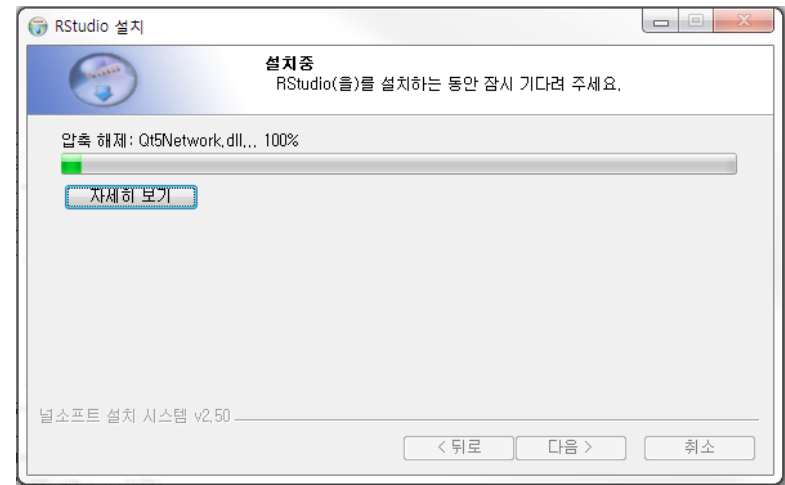 RStudio 설치
설치중
RStudio(을)를 설치하는 동안 잠시 기다려 주세요.
압축 해제: Qt5Network.dll... 100%
자세히 보기
널소프트 설치 시스템 v2.50
< 뒤로 다음 > 취소